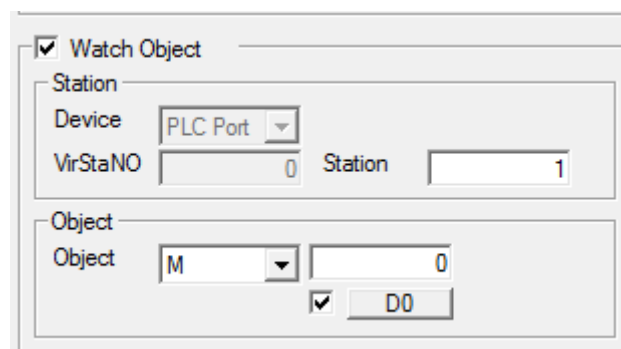 Watch Object
Station
Device PLC Port
VirStaNO 0 Station 1
Object
Object M 0
D0